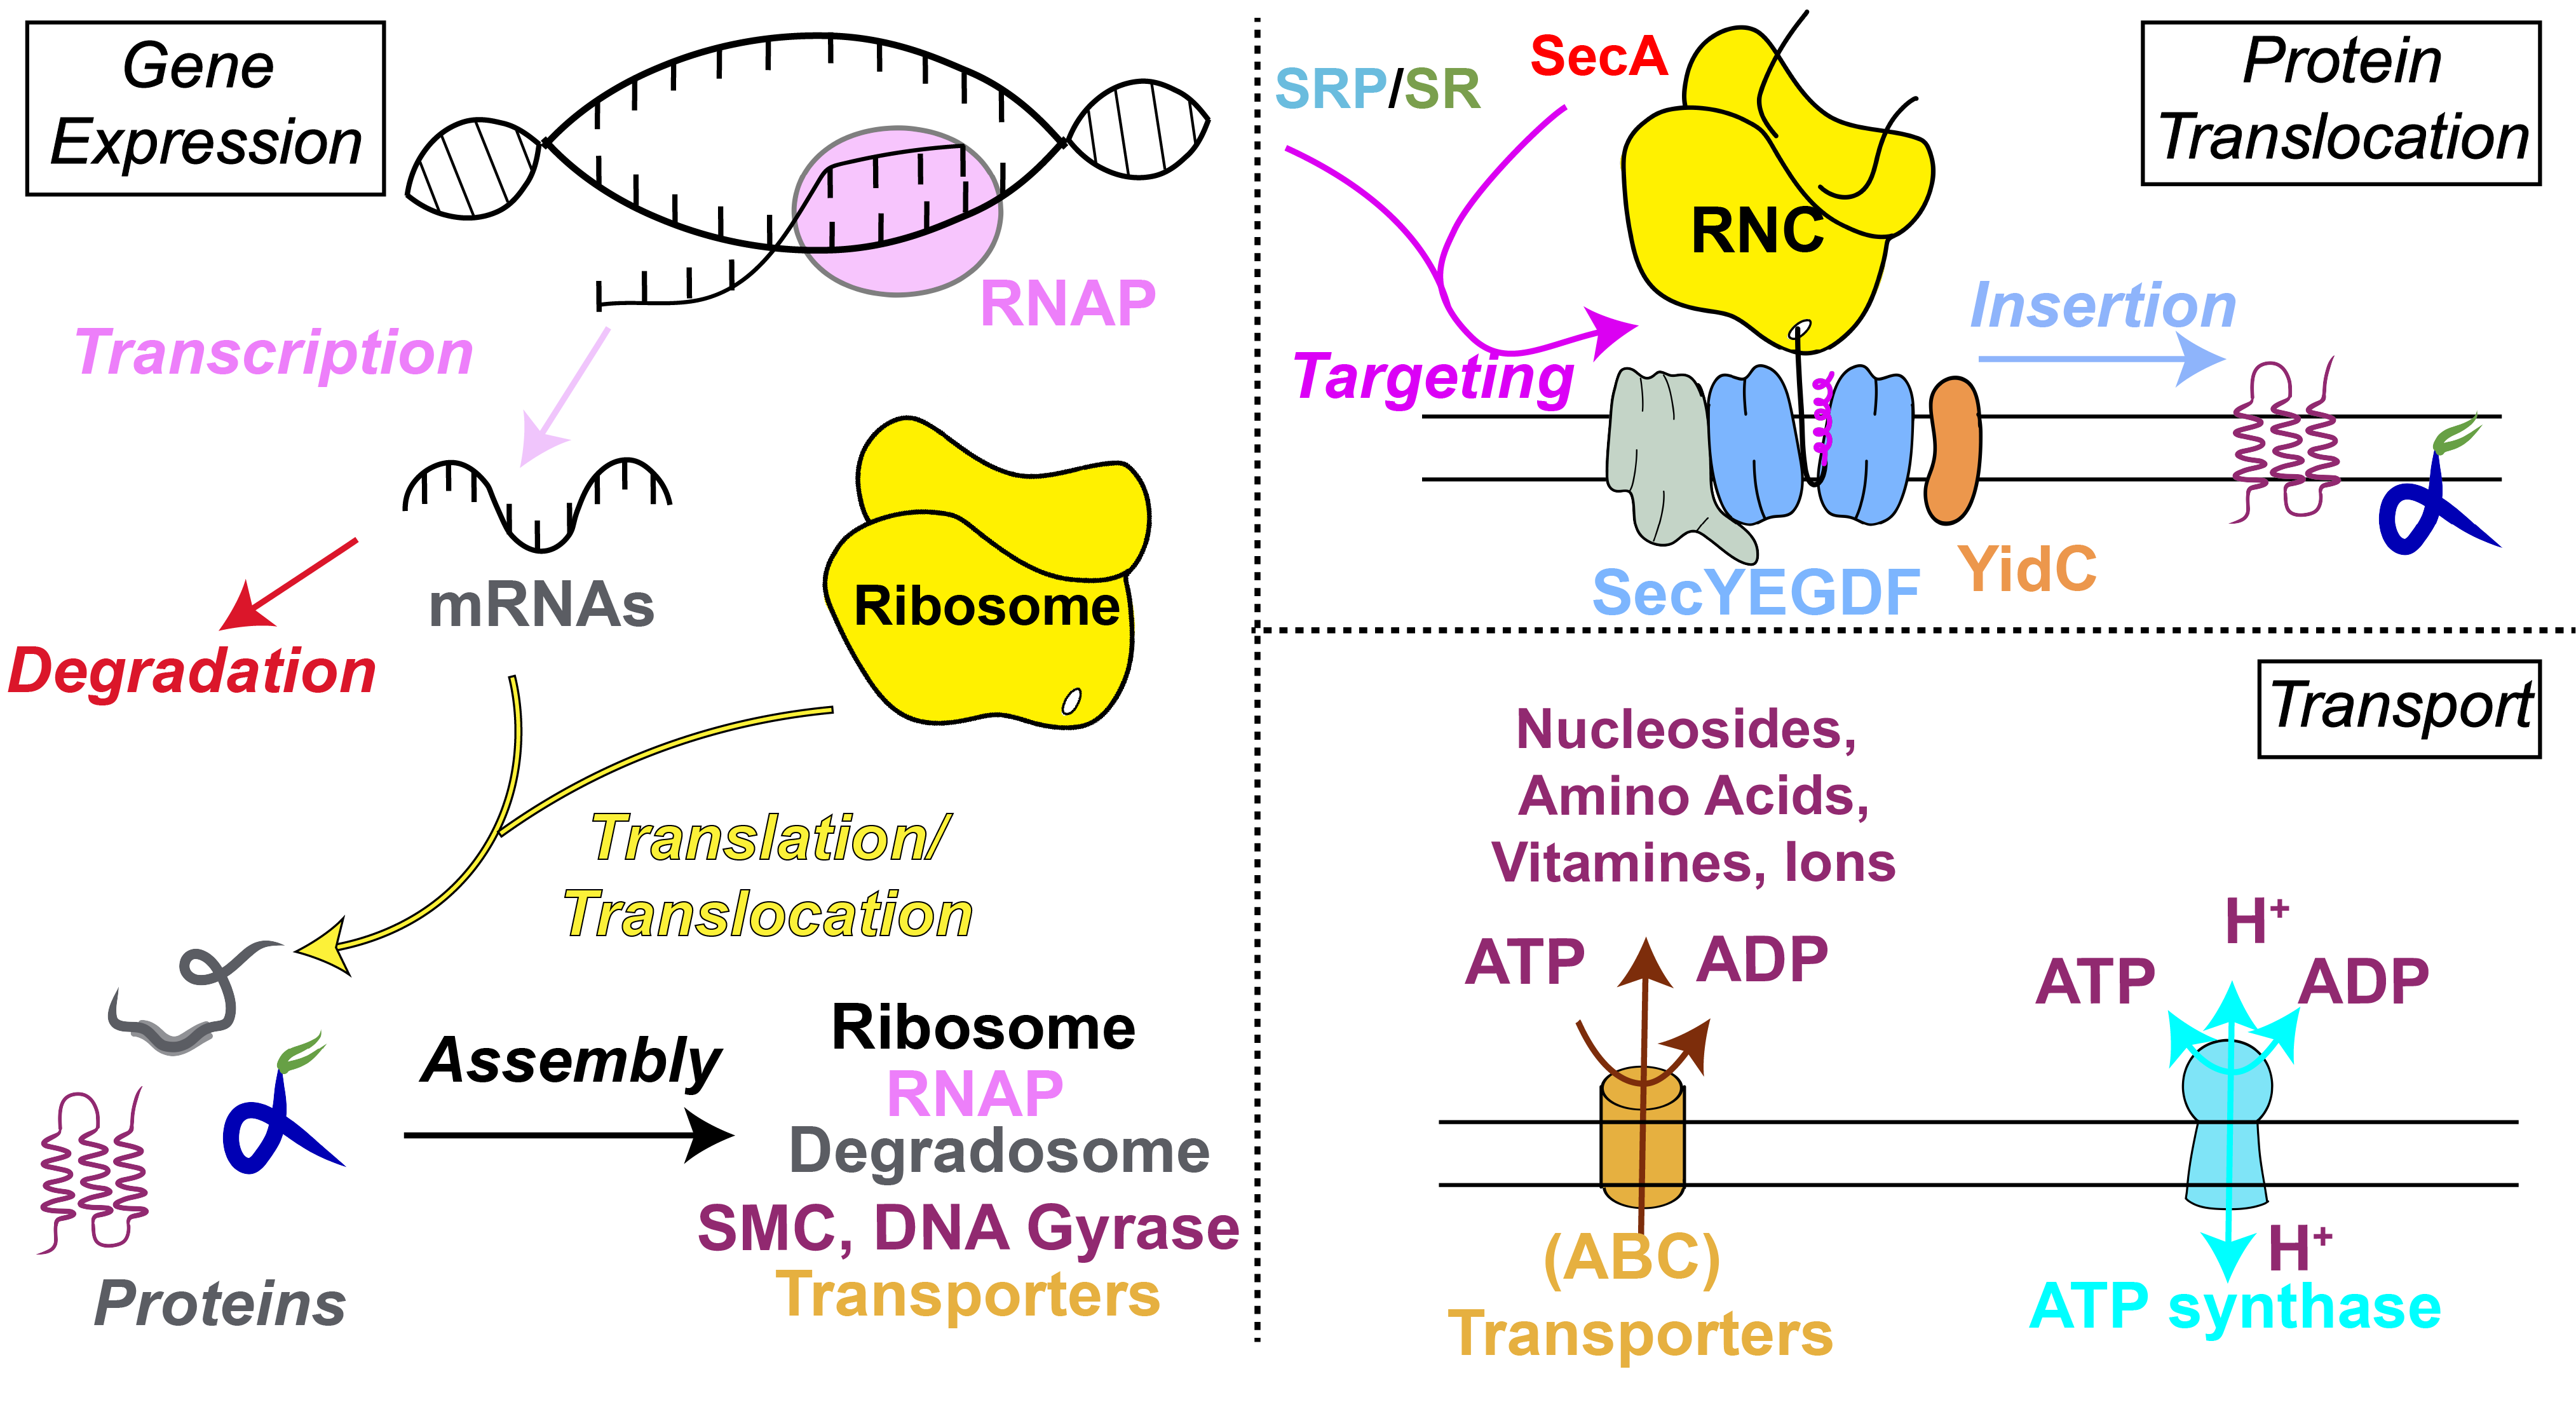 Gene
Expression
RNAP
Transcription
mRNAs
Degradation
Ribosome
Translation/
Translocation
Assembly
Proteins
Ribosome
RNAP
Degradosome
SMC, DNA Gyrase
Transporters
Protein
Translocation
SRP/SR
SecA
RNC
Targeting
Insertion
SecYEGDF
YidC
Transport
Nucleosides,
Amino Acids,
Vitamines, Ions
ATP
ADP
(ABC)
Transporters
H⁺
ATP
ADP
H⁺
ATP synthase